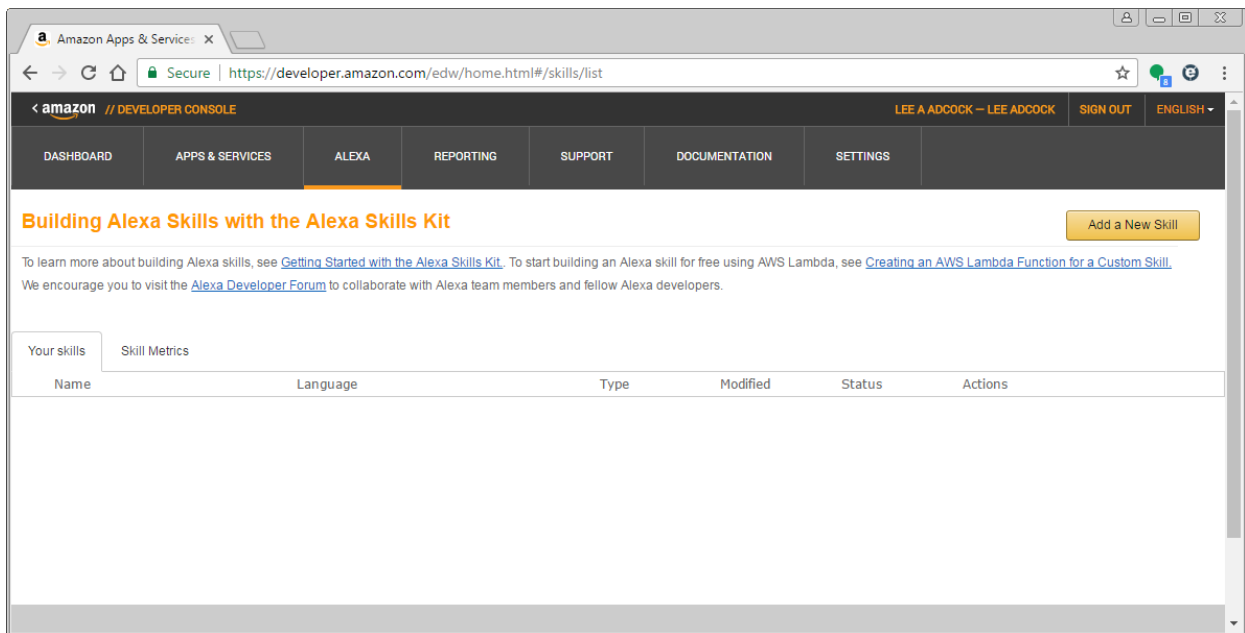 a Amazon Apps & Services
Secure https://developer.amazon.com/edw/home.html#/skills/list
8
< amazon // DEVELOPER CONSOLE LEE A ADCOCK — LEE ADCOCK SIGN OUT ENGLISH
DASHBOARD APPS & SERVICES ALEXA REPORTING SUPPORT DOCUMENTATION SETTINGS
Building Alexa Skills with the Alexa Skills Kit Add a New Skill
To learn more about building Alexa skills, see Getting Started with the Alexa Skills Kit.. To start building an Alexa skill for free using AWS Lambda, see Creating an AWS Lambda Function for a Custom Skill.
We encourage you to visit the Alexa Developer Forum to collaborate with Alexa team members and fellow Alexa developers.
Your skills Skill Metrics
Name Language Type Modified Status Actions